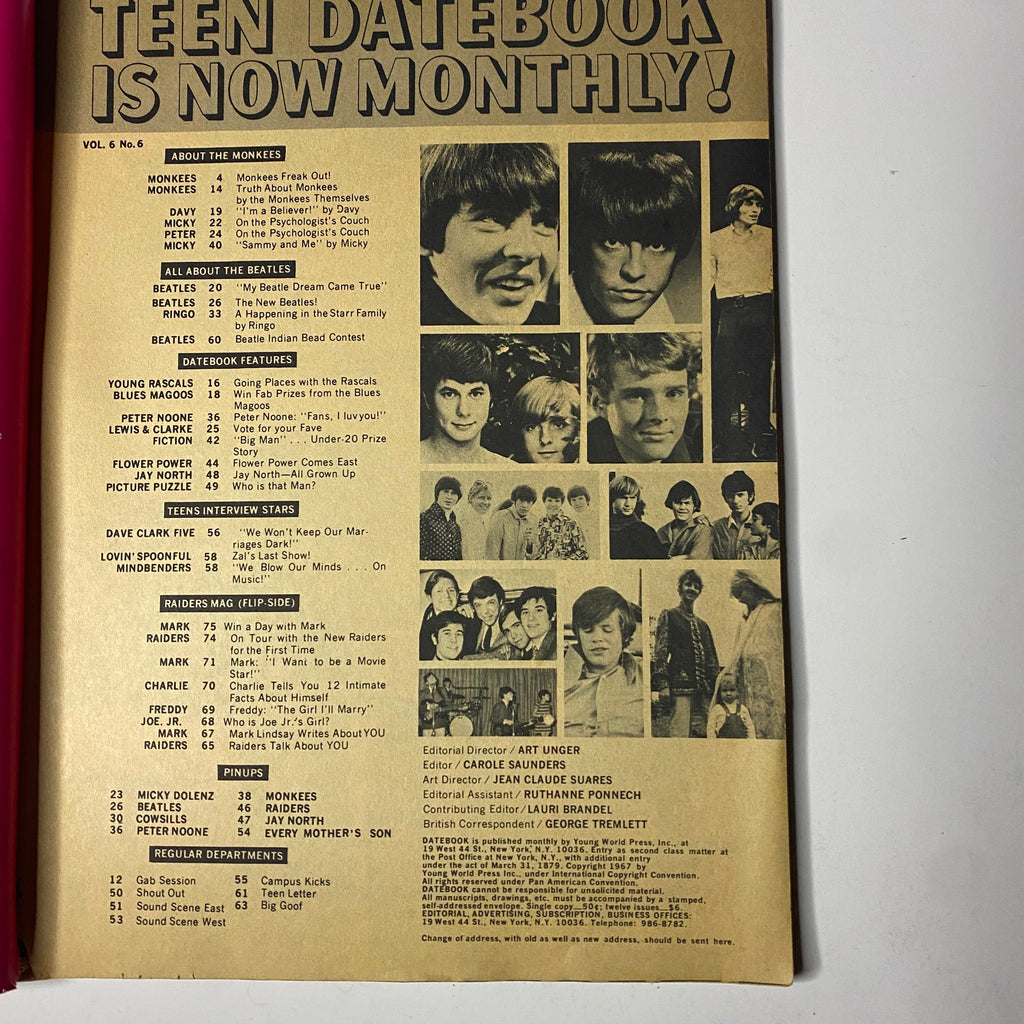 TEEN DATEBOOK
IS NOW MONTHLY!
VOL. 6 No. 6
ABOUT THE MONKEES
MONKEES 4 Monkees Freak Out!
MONKEES 14 Truth About Monkees
by the Monkees Themselves
DAVY 19 "I'm a Believer!" by Davy
MICKY 22 On the Psychologist's Couch
PETER 24 On the Psychologist's Couch
MICKY 40 "Sammy and Me" by Micky
ALL ABOUT THE BEATLES
BEATLES 20 "My Beatle Dream Came True"
BEATLES 26 The New Beatles!
RINGO 33 A Happening in the Starr Family
by Ringo
BEATLES 60 Beatle Indian Bead Contest
DATEBOOK FEATURES
YOUNG RASCALS 16 Going Places with the Rascals
BLUES MAGOOS 18 Win Fab Prizes from the Blues
Magoos
PETER NOONE 36 Peter Noone: "Fans, I luv you!"
LEWIS & CLARKE 25 Vote for your Fave
FICTION 42 "Big Man" . . . Under-20 Prize
Story
FLOWER POWER 44 Flower Power Comes East
JAY NORTH 48 Jay North—All Grown Up
PICTURE PUZZLE 49 Who is that Man?
TEENS INTERVIEW STARS
DAVE CLARK FIVE 56 "We Won't Keep Our Mar-
riages Dark!"
LOVIN' SPOONFUL 58 Zal's Last Show!
MINDBENDERS 58 "We Blow Our Minds . . . On
Music!"
RAIDERS MAG (FLIP-SIDE)
MARK 75 Win a Day with Mark
RAIDERS 74 On Tour with the New Raiders
for the First Time
MARK 71 Mark: "I Want to be a Movie
Star!"
CHARLIE 70 Charlie Tells You 12 Intimate
Facts About Himself
FREDDY 69 Freddy: "The Girl I'll Marry"
JOE. JR. 68 Who is Joe Jr.'s Girl?
MARK 67 Mark Lindsay Writes About YOU
RAIDERS 65 Raiders Talk About YOU
PINUPS
23 MICKY DOLENZ 38 MONKEES
26 BEATLES 46 RAIDERS
30 COWSILLS 47 JAY NORTH
36 PETER NOONE 54 EVERY MOTHER'S SON
REGULAR DEPARTMENTS
12 Gab Session 55 Campus Kicks
50 Shout Out 61 Teen Letter
51 Sound Scene East 63 Big Goof
53 Sound Scene West
Editorial Director / ART UNGER
Editor / CAROLE SAUNDERS
Art Director / JEAN CLAUDE SUARES
Editorial Assistant / RUTHANNE PONNECH
Contributing Editor / LAURI BRANDEL
British Correspondent / GEORGE TREMLETT
DATEBOOK is published monthly by Young World Press, Inc., at
19 West 44 St., New York, N.Y. 10036. Entry as second class matter at
the Post Office at New York, N.Y., with additional entry
under the act of March 31, 1879. Copyright 1967 by
Young World Press Inc., under International Copyright Convention.
All rights reserved under Pan American Convention.
DATEBOOK cannot be responsible for unsolicited material.
All manuscripts, drawings, etc. must be accompanied by a stamped,
self-addressed envelope. Single copy—50¢; twelve issues—$6.
EDITORIAL, ADVERTISING, SUBSCRIPTION, BUSINESS OFFICES:
19 West 44 St., New York, N.Y. 10036. Telephone: 986-8782.
Change of address, with old as well as new address, should be sent here.